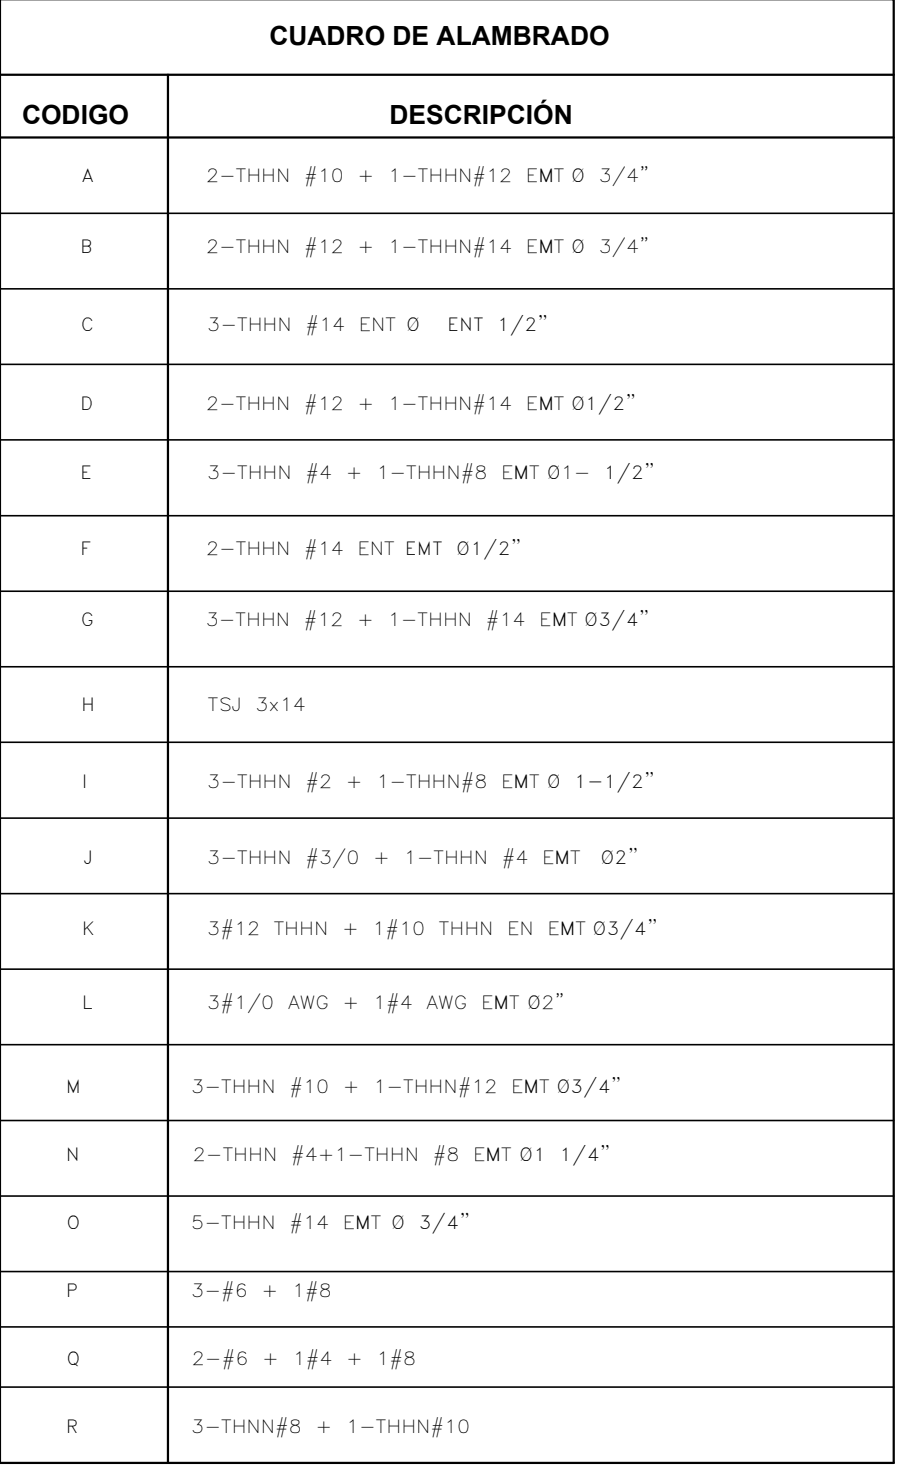 CUADRO DE ALAMBRADO
CODIGO DESCRIPCIÓN
A 2-THHN #10 + 1-THHN#12 EMT Ø 3/4”
B 2-THHN #12 + 1-THHN#14 EMT Ø 3/4”
C 3-THHN #14 ENT Ø ENT 1/2”
D 2-THHN #12 + 1-THHN#14 EMT Ø1/2”
E 3-THHN #4 + 1-THHN#8 EMT Ø1- 1/2”
F 2-THHN #14 ENT EMT Ø1/2”
G 3-THHN #12 + 1-THHN #14 EMT Ø3/4”
H TSJ 3x14
I 3-THHN #2 + 1-THHN#8 EMT Ø 1-1/2”
J 3-THHN #3/0 + 1-THHN #4 EMT Ø2”
K 3#12 THHN + 1#10 THHN EN EMT Ø3/4”
L 3#1/0 AWG + 1#4 AWG EMT Ø2”
M 3-THHN #10 + 1-THHN#12 EMT Ø3/4”
N 2-THHN #4+1-THHN #8 EMT Ø1 1/4”
O 5-THHN #14 EMT Ø 3/4”
P 3-#6 + 1#8
Q 2-#6 + 1#4 + 1#8
R 3-THNN#8 + 1-THHN#10